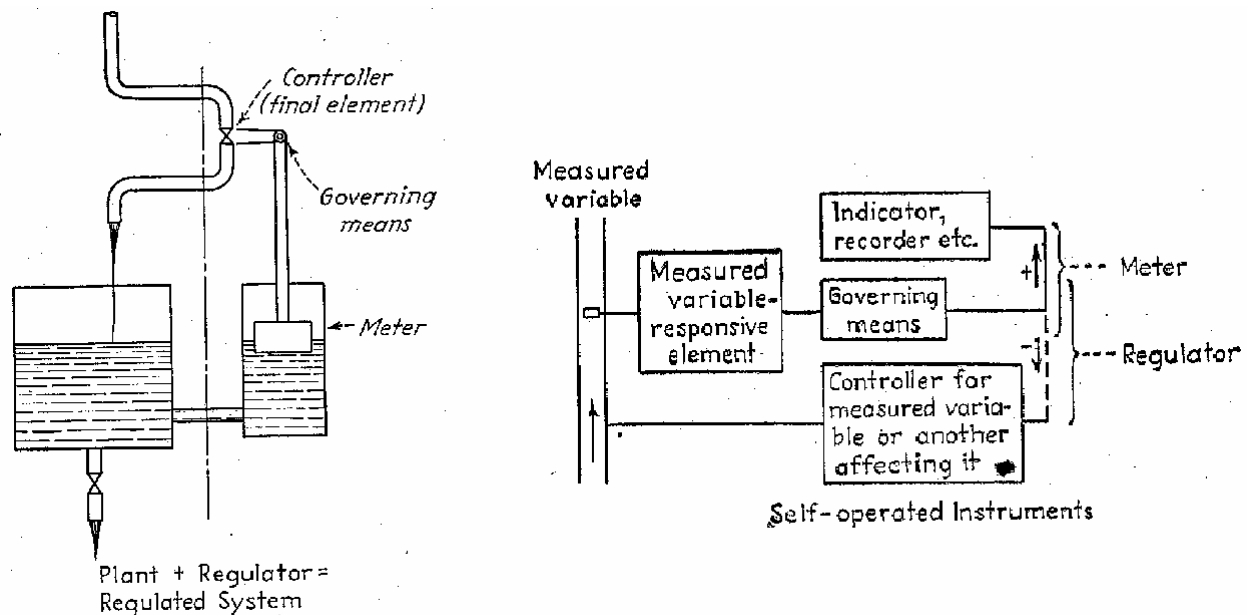 Controller
(final element)
Governing
means
Meter
Plant + Regulator =
Regulated System
Measured
variable
Measured
variable-
responsive
element
Indicator,
recorder etc.
Governing
means
+
-
Controller for
measured varia-
ble or another
affecting it
Meter
Regulator
Self-operated Instruments